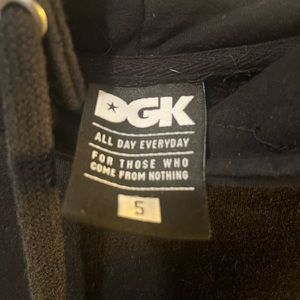 DGK
ALL DAY EVERYDAY
FOR THOSE WHO
COME FROM NOTHING
S